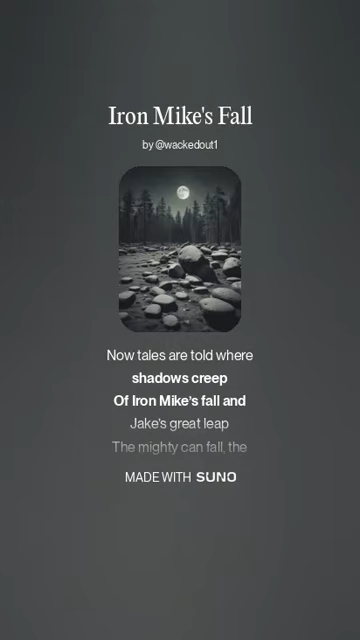 Iron Mike's Fall
by @wackedout1
Now tales are told where
shadows creep
Of Iron Mike's fall and
Jake's great leap
The mighty can fall, the
MADE WITH SUNO